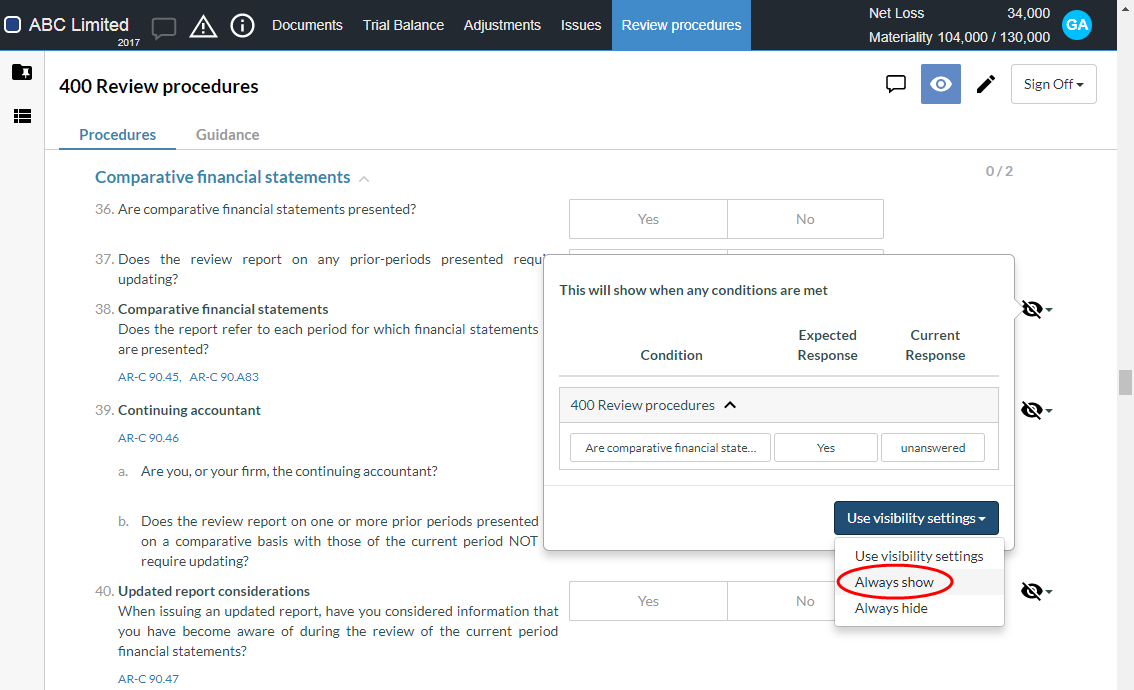 ABC Limited
2017
Documents
Trial Balance
Adjustments
Issues
Review procedures
Net Loss 34,000
Materiality 104,000 / 130,000
GA
400 Review procedures
Sign Off
Procedures
Guidance
Comparative financial statements
0 / 2
36. Are comparative financial statements presented?
Yes
No
37. Does the review report on any prior-periods presented requi
updating?
38. Comparative financial statements
Does the report refer to each period for which financial statements
are presented?
AR-C 90.45, AR-C 90.A83
39. Continuing accountant
AR-C 90.46
a. Are you, or your firm, the continuing accountant?
b. Does the review report on one or more prior periods presented
on a comparative basis with those of the current period NOT
require updating?
40. Updated report considerations
When issuing an updated report, have you considered information that
you have become aware of during the review of the current period
financial statements?
AR-C 90.47
Yes
No
This will show when any conditions are met
Condition
Expected
Response
Current
Response
400 Review procedures
Are comparative financial state...
Yes
unanswered
Use visibility settings
Use visibility settings
Always show
Always hide